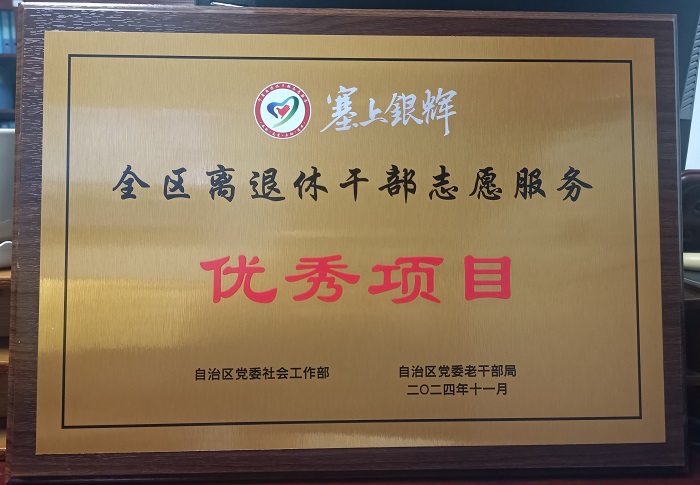 塞上銀辉
全区离退休干部志愿服务
优秀项目
自治区党委社会工作部 自治区党委老干部局
二〇二四年十一月